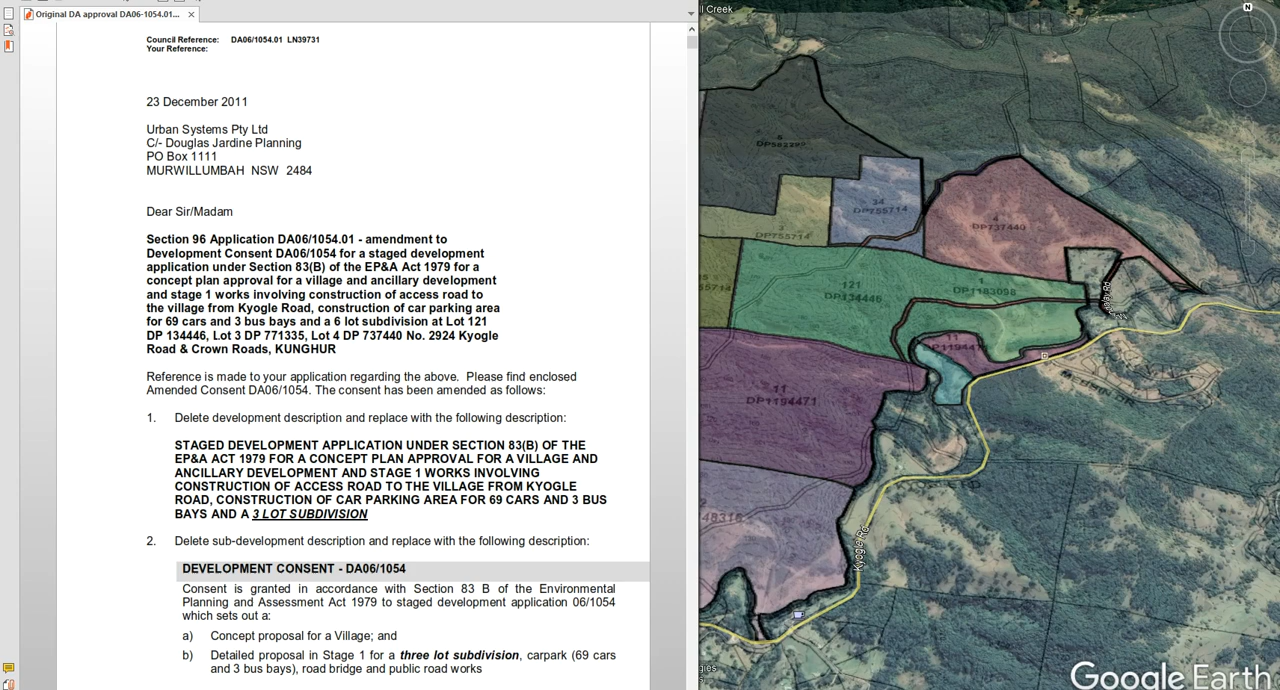 Original DA approval DA06-1054.01...
Council Reference: DA06/1054.01 LN39731
Your Reference:
23 December 2011
Urban Systems Pty Ltd
C/- Douglas Jardine Planning
PO Box 1111
MURWILLUMBAH NSW 2484
Dear Sir/Madam
Section 96 Application DA06/1054.01 - amendment to
Development Consent DA06/1054 for a staged development
application under Section 83(B) of the EP&A Act 1979 for a
concept plan approval for a village and ancillary development
and stage 1 works involving construction of access road to
the village from Kyogle Road, construction of car parking area
for 69 cars and 3 bus bays and a 6 lot subdivision at Lot 121
DP 134446, Lot 3 DP 771335, Lot 4 DP 737440 No. 2924 Kyogle
Road & Crown Roads, KUNGHUR
Reference is made to your application regarding the above. Please find enclosed
Amended Consent DA06/1054. The consent has been amended as follows:
1. Delete development description and replace with the following description:
STAGED DEVELOPMENT APPLICATION UNDER SECTION 83(B) OF THE
EP&A ACT 1979 FOR A CONCEPT PLAN APPROVAL FOR A VILLAGE AND
ANCILLARY DEVELOPMENT AND STAGE 1 WORKS INVOLVING
CONSTRUCTION OF ACCESS ROAD TO THE VILLAGE FROM KYOGLE
ROAD, CONSTRUCTION OF CAR PARKING AREA FOR 69 CARS AND 3 BUS
BAYS AND A 3 LOT SUBDIVISION
2. Delete sub-development description and replace with the following description:
DEVELOPMENT CONSENT - DA06/1054
Consent is granted in accordance with Section 83 B of the Environmental
Planning and Assessment Act 1979 to staged development application 06/1054
which sets out a:
a) Concept proposal for a Village; and
b) Detailed proposal in Stage 1 for a three lot subdivision, carpark (69 cars
and 3 bus bays), road bridge and public road works
ll Creek
N
34
DP755714
3
DP755714
55714
4
DP737440
121
DP134446
1
DP1183098
11
11
DP1194471
2
48316
Kyogle Rd
gles
Google Earth